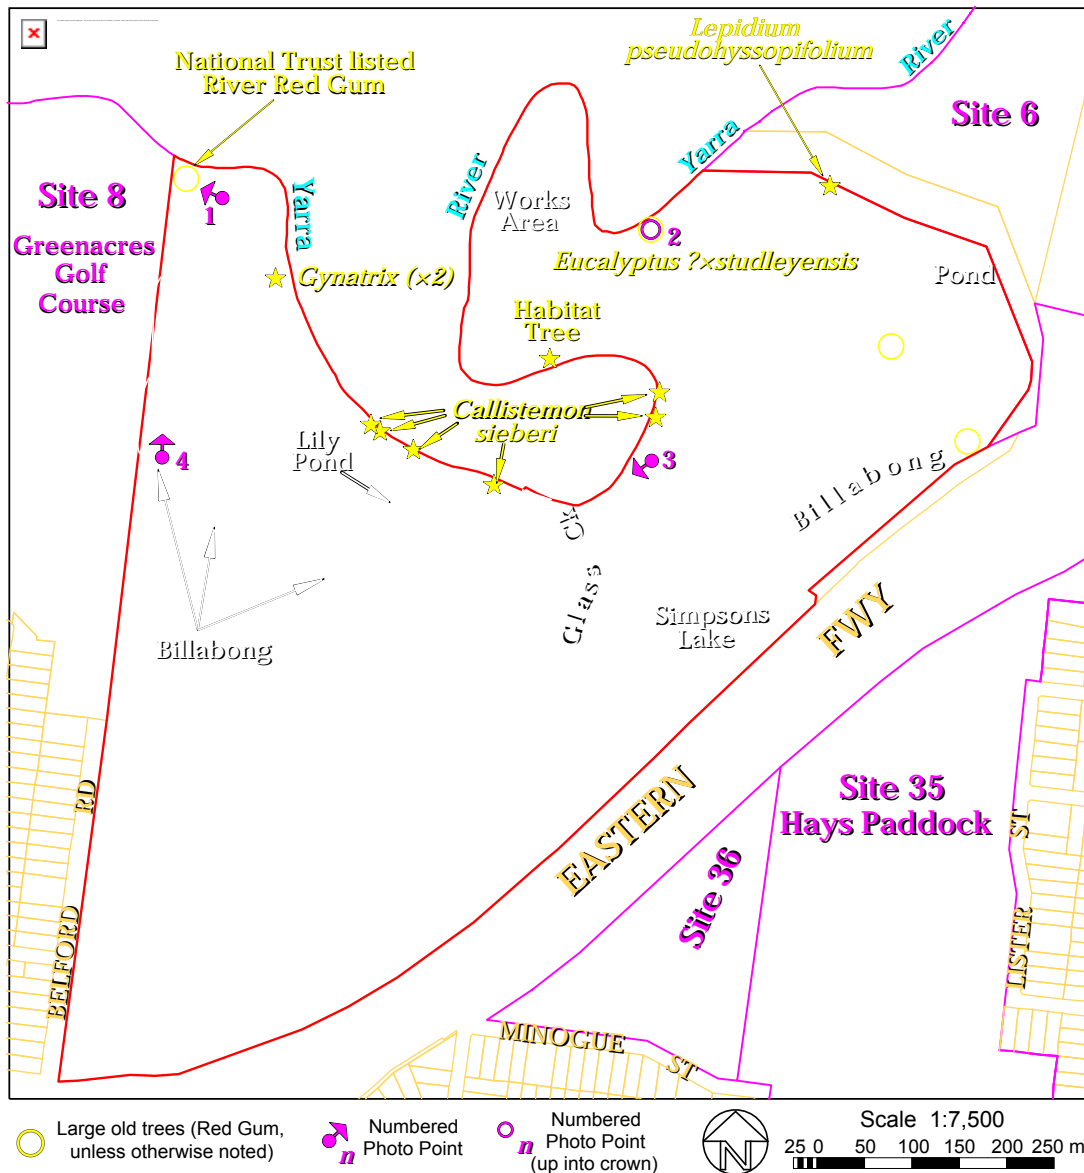 Lepidium
pseudohyssopifolium
River
National Trust listed
River Red Gum
Site 6
Yarra
River
Site 8
Yarra
Works
Area
1
2
Greenacres
Golf
Course
Eucalyptus ?×studleyensis
Gynatrix (×2)
Pond
Habitat
Tree
Callistemon
sieberi
Lily
Pond
4
3
Billabong
Glass Ck
Simpsons
Lake
FWY
Billabong
EASTERN
Site 35
Hays Paddock
RD
BELFORD
Site 36
ST
LISTER
MINOGUE ST
Large old trees (Red Gum,
unless otherwise noted)
n
Numbered
Photo Point
n
Numbered
Photo Point
(up into crown)
N
Scale 1:7,500
25 0 50 100 150 200 250 m